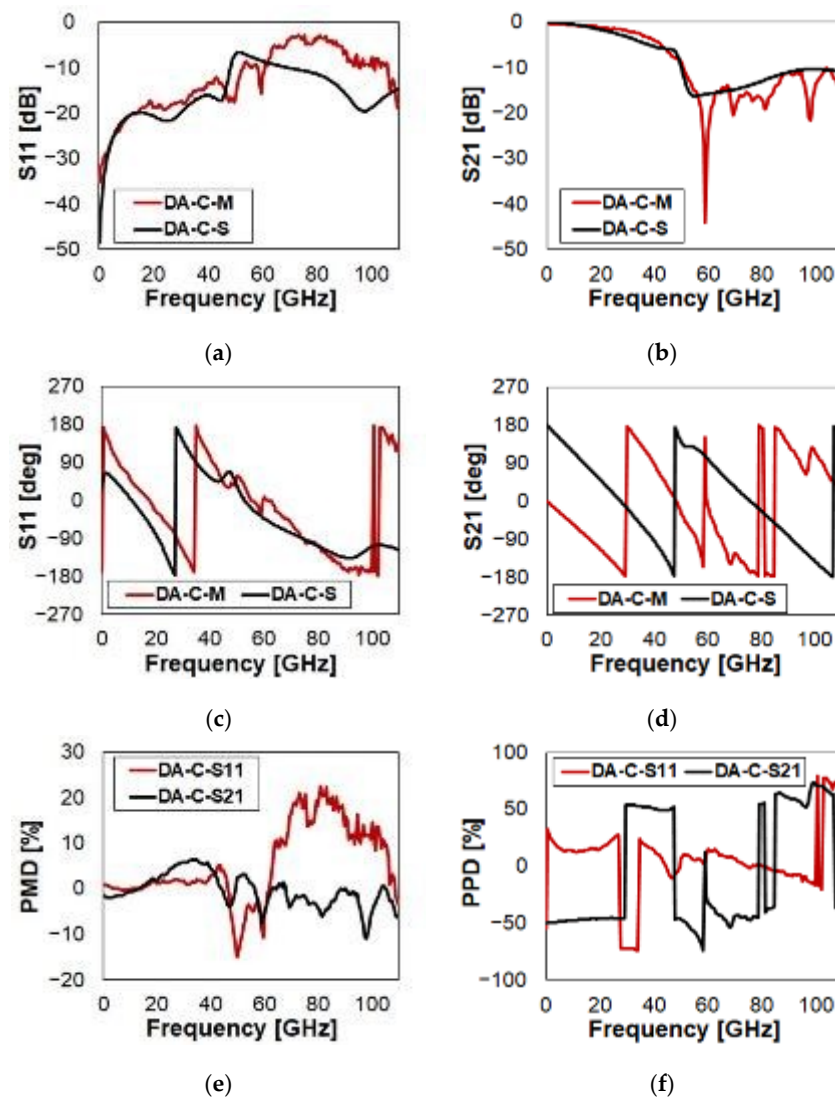 0
−10
−20
−30
−40
−50
S11 [dB]
DA-C-M
DA-C-S
0 20 40 60 80 100
Frequency [GHz]
(a)
0
−10
−20
−30
−40
−50
S21 [dB]
DA-C-M
DA-C-S
0 20 40 60 80 100
Frequency [GHz]
(b)
270
180
90
0
−90
−180
−270
S11 [deg]
DA-C-M DA-C-S
0 20 40 60 80 100
Frequency [GHz]
(c)
270
180
90
0
−90
−180
−270
S21 [deg]
DA-C-M DA-C-S
0 20 40 60 80 100
Frequency [GHz]
(d)
30
20
10
0
−10
−20
PMD [%]
DA-C-S11
DA-C-S21
0 20 40 60 80 100
Frequency [GHz]
(e)
100
50
0
−50
−100
PPD [%]
DA-C-S11 DA-C-S21
0 20 40 60 80 100
Frequency [GHz]
(f)